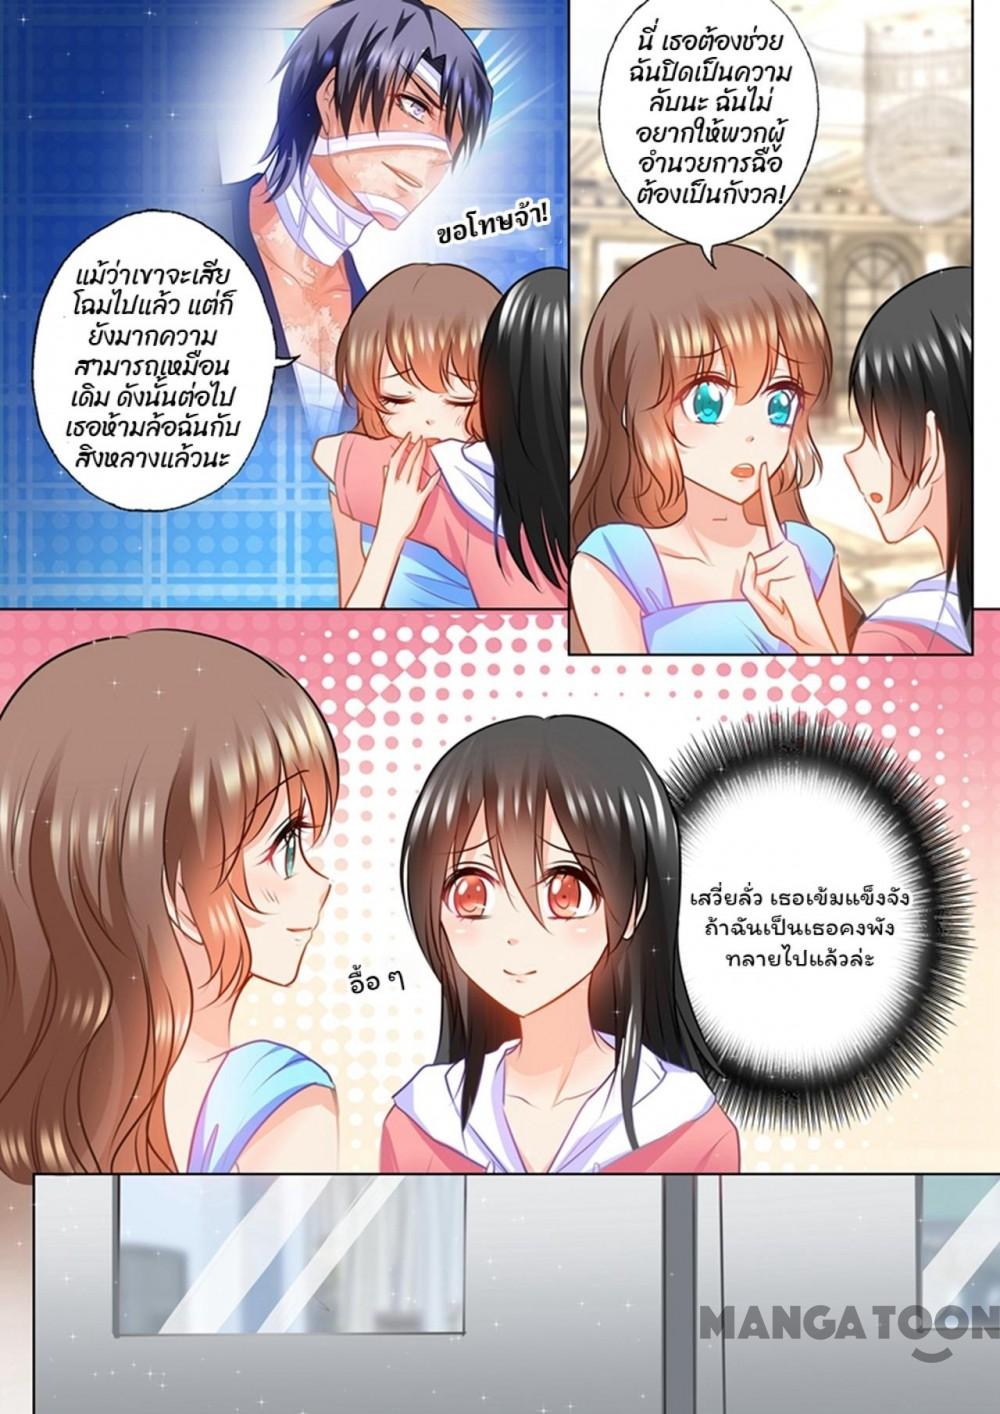 แม้ว่าเขาจะเสีย
โฉมไปแล้ว แต่ก็
ยังมากความ
สามารถเหมือน
เดิม ดังนั้นต่อไป
เธอห้ามล้อฉันกับ
สิงหลางแล้วนะ
ขอโทษจ้า!
นี่ เธอต้องช่วย
ฉันปิดเป็นความ
ลับนะ ฉันไม่
อยากให้พวกผู้
อำนวยการฉือ
ต้องเป็นกังวล!
เสวี่ยลั่ว เธอเข้มแข็งจัง
ถ้าฉันเป็นเธอคงพัง
ทลายไปแล้วล่ะ
อื้อ ๆ
MANGATOON